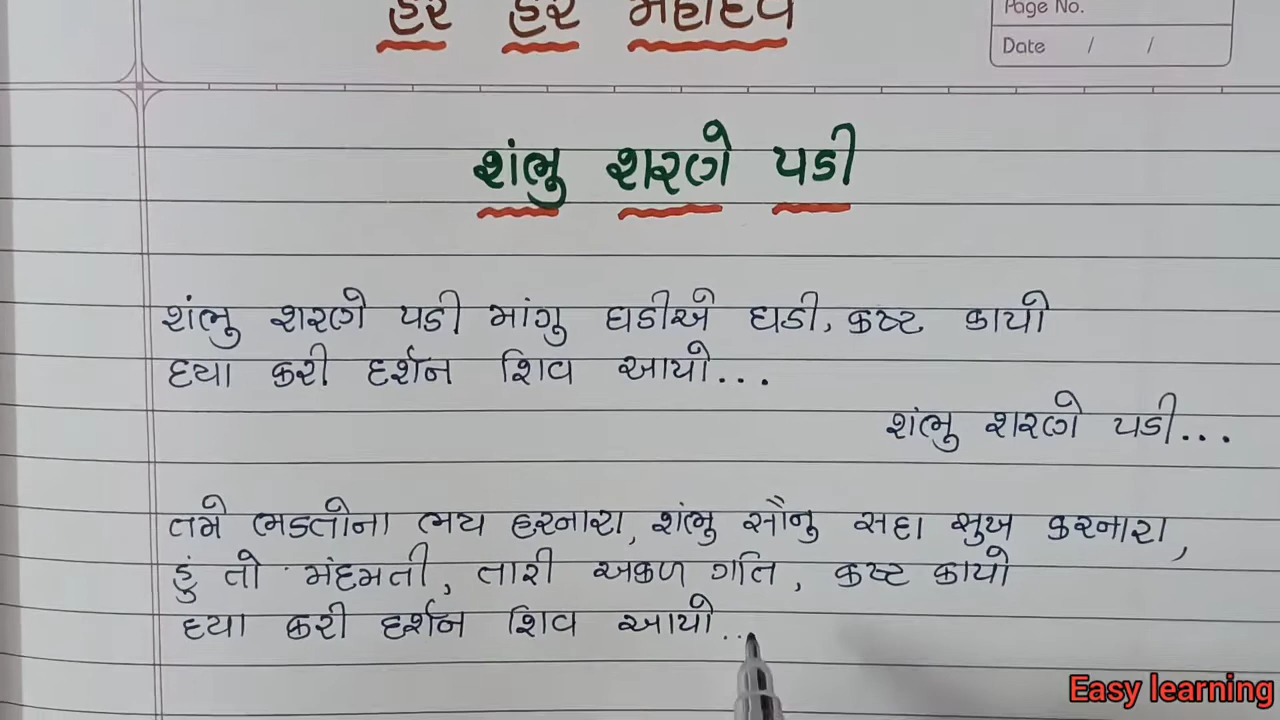 હર હર મહાદેવ
Page No.
Date / /
શંભુ શરણે પડી
શંભુ શરણે પડી માંગુ ઘડીએ ઘડી, કષ્ટ કાપો
દયા કરી દર્શન શિવ આપો...
શંભુ શરણે પડી...
તમે ભક્તોના ભય હરનારા, શંભુ સૌનુ સદા સુખ કરનારા,
હું તો મંદમતી, તારી અકળ ગતિ, કષ્ટ કાપો
દયા કરી દર્શન શિવ આપો...
Easy learning